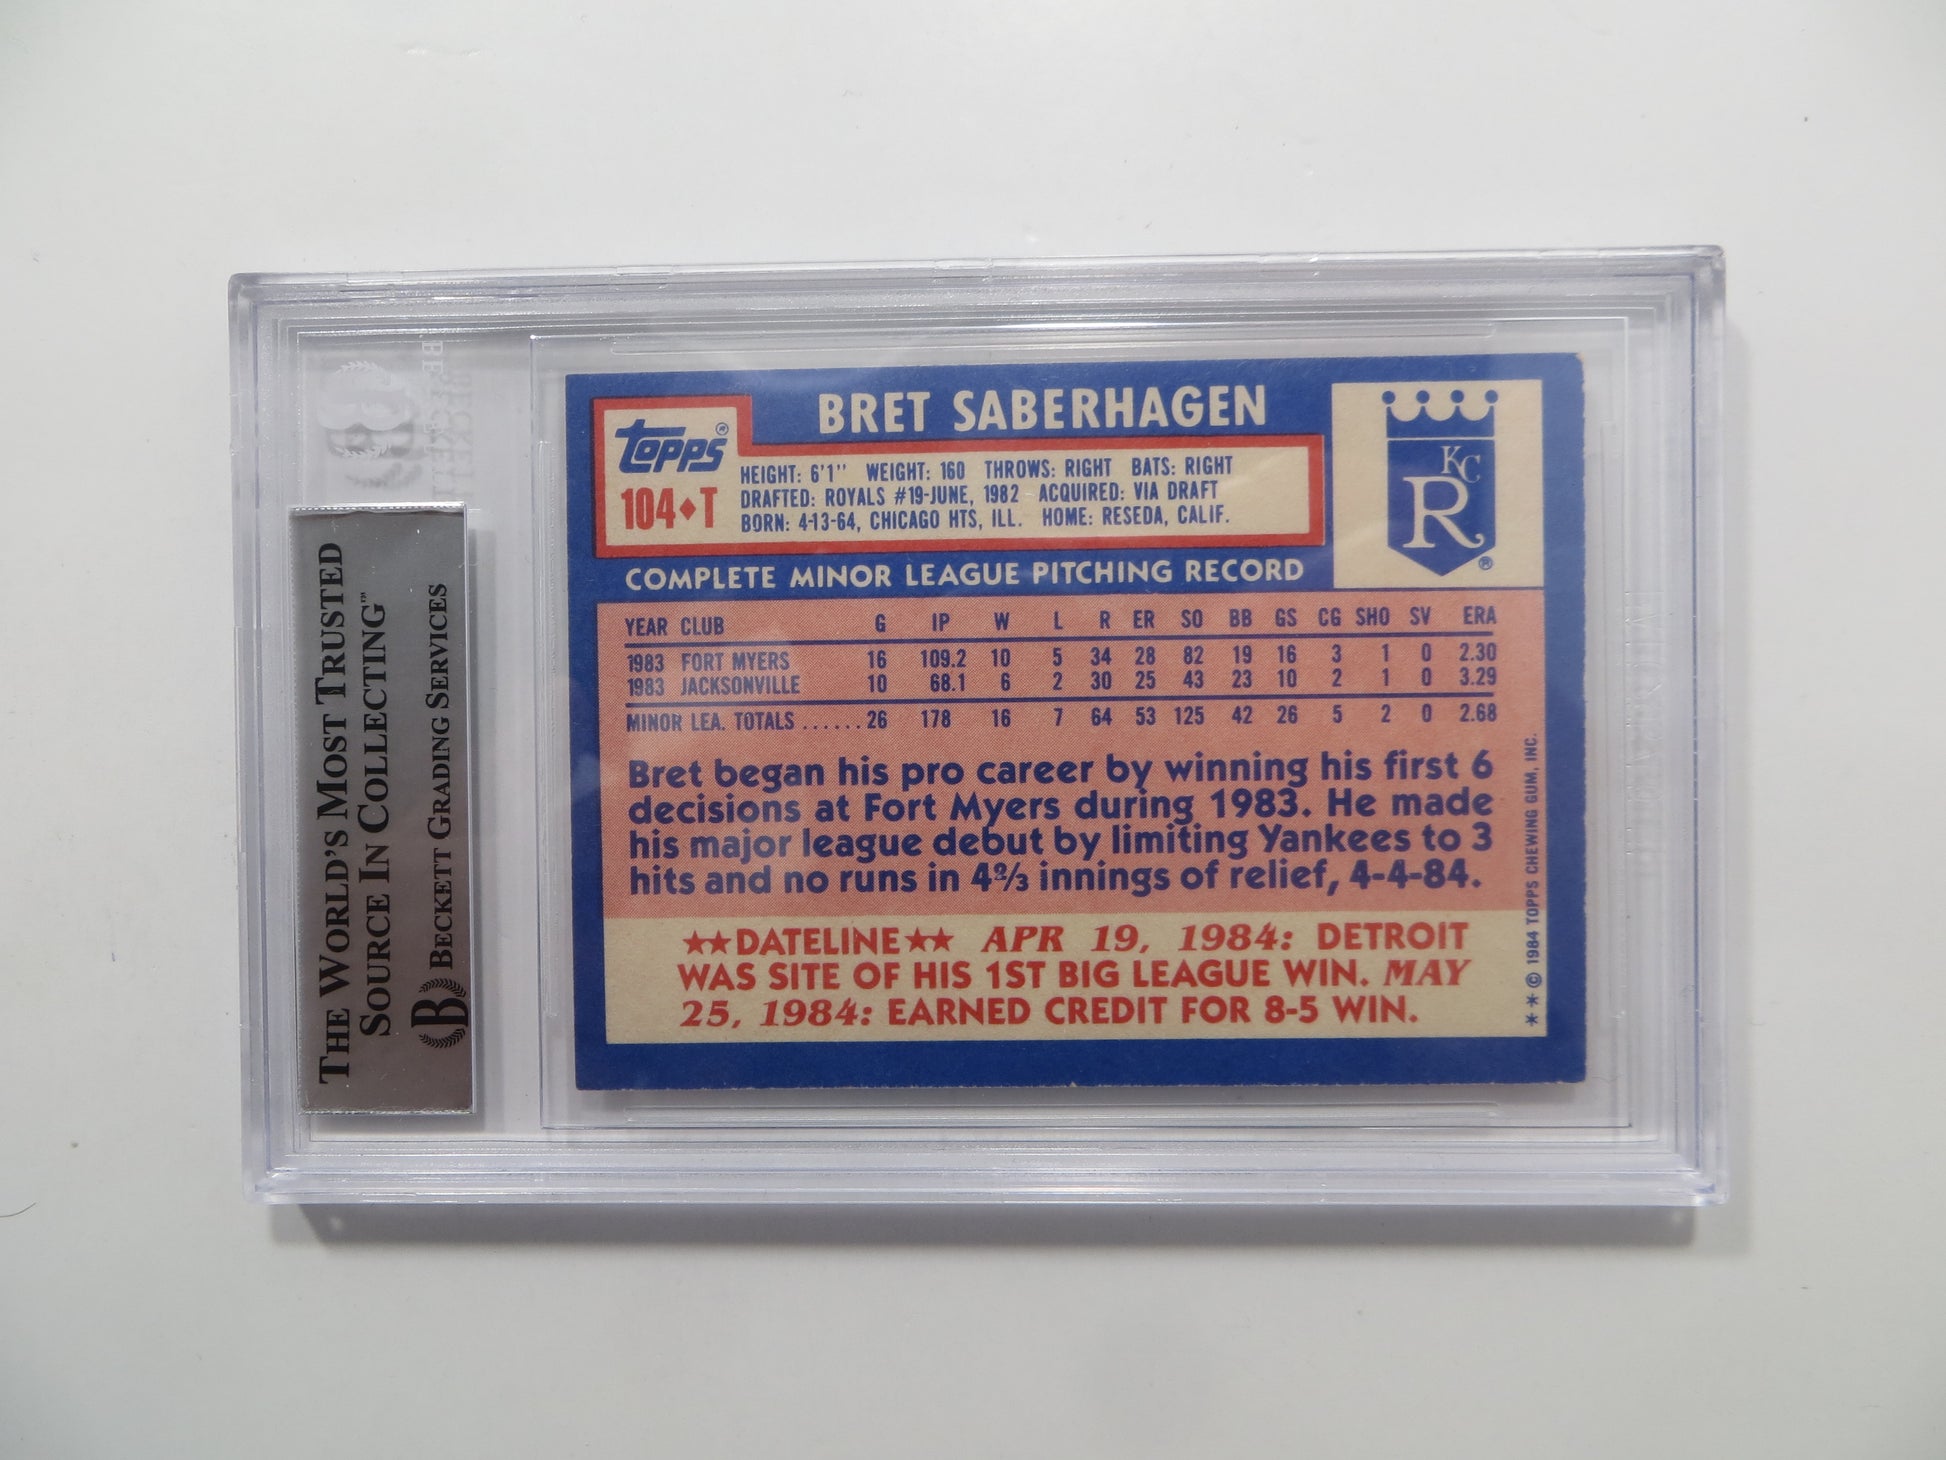 THE WORLD'S MOST TRUSTED
SOURCE IN COLLECTING™
B BECKETT GRADING SERVICES
BECKETT
BRET SABERHAGEN
TOPPS®
104♦T
HEIGHT: 6'1" WEIGHT: 160 THROWS: RIGHT BATS: RIGHT
DRAFTED: ROYALS #19-JUNE, 1982 ACQUIRED: VIA DRAFT
BORN: 4-13-64, CHICAGO HTS, ILL. HOME: RESEDA, CALIF.
KC
R®
COMPLETE MINOR LEAGUE PITCHING RECORD
YEAR CLUB G IP W L R ER SO BB GS CG SHO SV ERA
1983 FORT MYERS 16 109.2 10 5 34 28 82 19 16 3 1 0 2.30
1983 JACKSONVILLE 10 68.1 6 2 30 25 43 23 10 2 1 0 3.29
MINOR LEA. TOTALS ...... 26 178 16 7 64 53 125 42 26 5 2 0 2.68
Bret began his pro career by winning his first 6
decisions at Fort Myers during 1983. He made
his major league debut by limiting Yankees to 3
hits and no runs in 4⅔ innings of relief, 4-4-84.
★★DATELINE★★ APR 19, 1984: DETROIT
WAS SITE OF HIS 1ST BIG LEAGUE WIN. MAY
25, 1984: EARNED CREDIT FOR 8-5 WIN.
**© 1984 TOPPS CHEWING GUM, INC.